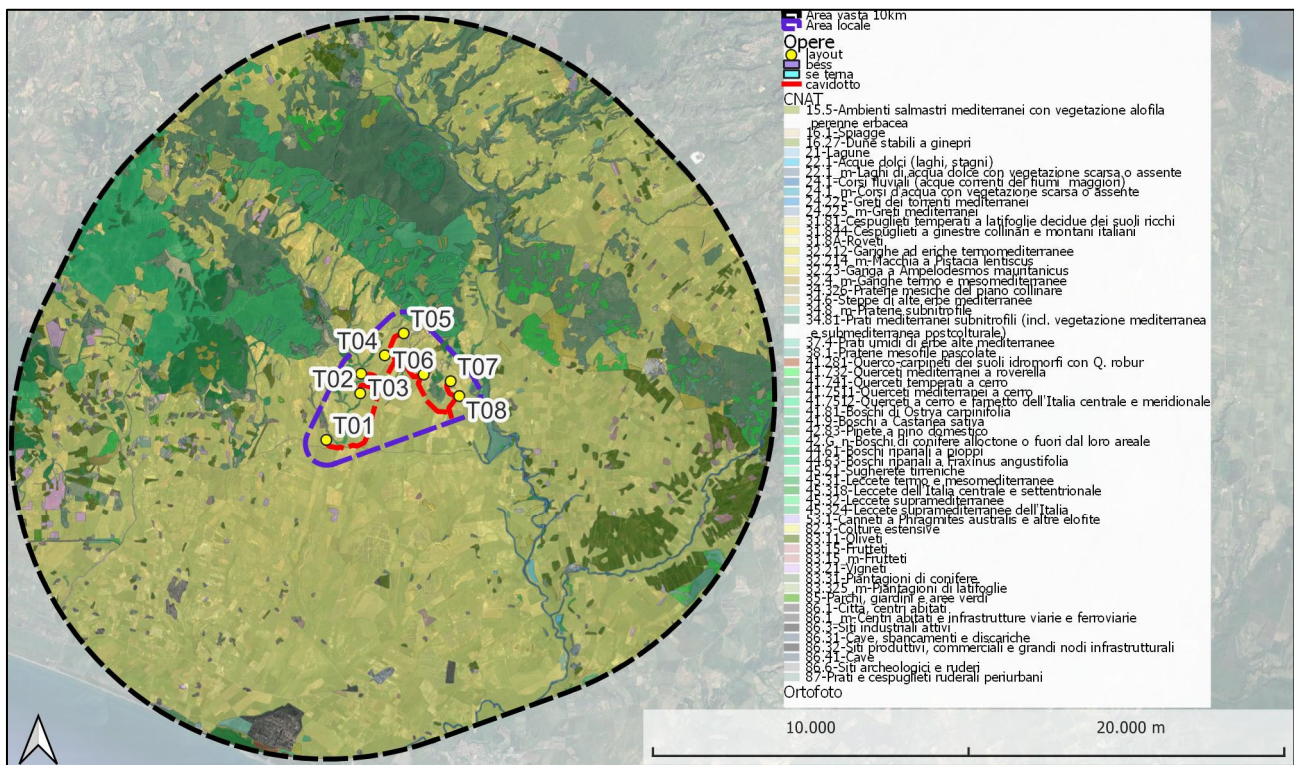 Area vasta 10km
Area locale
Opere
layout
bess
se terna
cavidotto
CNAT
15.5-Ambienti salmastri mediterranei con vegetazione alofila
perenne erbacea
16.1-Spiagge
16.27-Dune stabili a ginepri
21-Lagune
22.1-Acque dolci (laghi, stagni)
22.1_m-Laghi di acqua dolce con vegetazione scarsa o assente
24.1-Corsi fluviali (acque correnti dei fiumi maggiori)
24.1_m-Corsi d'acqua con vegetazione scarsa o assente
24.225-Greti dei torrenti mediterranei
24.225_m-Greti mediterranei
31.81-Cespuglieti temperati a latifoglie decidue dei suoli ricchi
31.844-Cespuglieti a ginestre collinari e montani italiani
31.8A-Roveti
32.212-Garighe ad eriche termomediterranee
32.214_m-Macchia a Pistacia lentiscus
32.23-Gariga a Ampelodesmos mauritanicus
32.4_m-Garighe termo e mesomediterranee
34.326-Praterie mesiche del piano collinare
34.6-Steppe di alte erbe mediterranee
34.8_m-Praterie subnitrofile
34.81-Prati mediterranei subnitrofili (incl. vegetazione mediterranea
e submediterranea postcolturale)
37.4-Prati umidi di erbe alte mediterranee
38.1-Praterie mesofile pascolate
41.281-Querco-carpineti dei suoli idromorfi con Q. robur
41.732-Querceti mediterranei a roverella
41.741-Querceti temperati a cerro
41.7511-Querceti mediterranei a cerro
41.7512-Querceti a cerro e farnetto dell'Italia centrale e meridionale
41.81-Boschi di Ostrya carpinifolia
41.9-Boschi a Castanea sativa
42.83-Pinete a pino domestico
42.G_n-Boschi di conifere alloctone o fuori dal loro areale
44.61-Boschi ripariali a pioppi
44.63-Boschi ripariali a Fraxinus angustifolia
45.21-Sugherete tirreniche
45.31-Leccete termo e mesomediterranee
45.318-Leccete dell'Italia centrale e settentrionale
45.32-Leccete supramediterranee
45.324-Leccete supramediterranee dell'Italia
53.1-Canneti a Phragmites australis e altre elofite
82.3-Colture estensive
83.11-Oliveti
83.15-Frutteti
83.15_m-Frutteti
83.21-Vigneti
83.31-Piantagioni di conifere
83.325_m-Piantagioni di latifoglie
85-Parchi, giardini e aree verdi
86.1-Città, centri abitati
86.1_m-Centri abitati e infrastrutture viarie e ferroviarie
86.3-Siti industriali attivi
86.31-Cave, sbancamenti e discariche
86.32-Siti produttivi, commerciali e grandi nodi infrastrutturali
86.41-Cave
86.6-Siti archeologici e ruderi
87-Prati e cespuglieti ruderali periurbani
Ortofoto
T05
T04
T06
T07
T02
T03
T08
T01
10.000
20.000 m